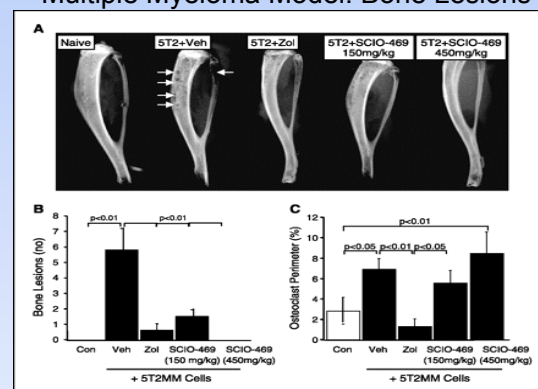 Multiple Myeloma Model: Bone Lesions
A
Naive
5T2+Veh
5T2+Zol
5T2+SCIO-469
150mg/kg
5T2+SCIO-469
450mg/kg
B
Bone Lesions (no)
8
7
6
5
4
3
2
1
0
p<0.01
p<0.01
Con
Veh
Zol
SCIO-469
(150 mg/kg)
SCIO-469
(450mg/kg)
+ 5T2MM Cells
C
Osteoclast Perimeter (%)
12
10
8
6
4
2
0
p<0.01
p<0.05
p<0.01
p<0.05
Con
Veh
Zol
SCIO-469
(150mg/kg)
SCIO-469
(450mg/kg)
+ 5T2MM Cells